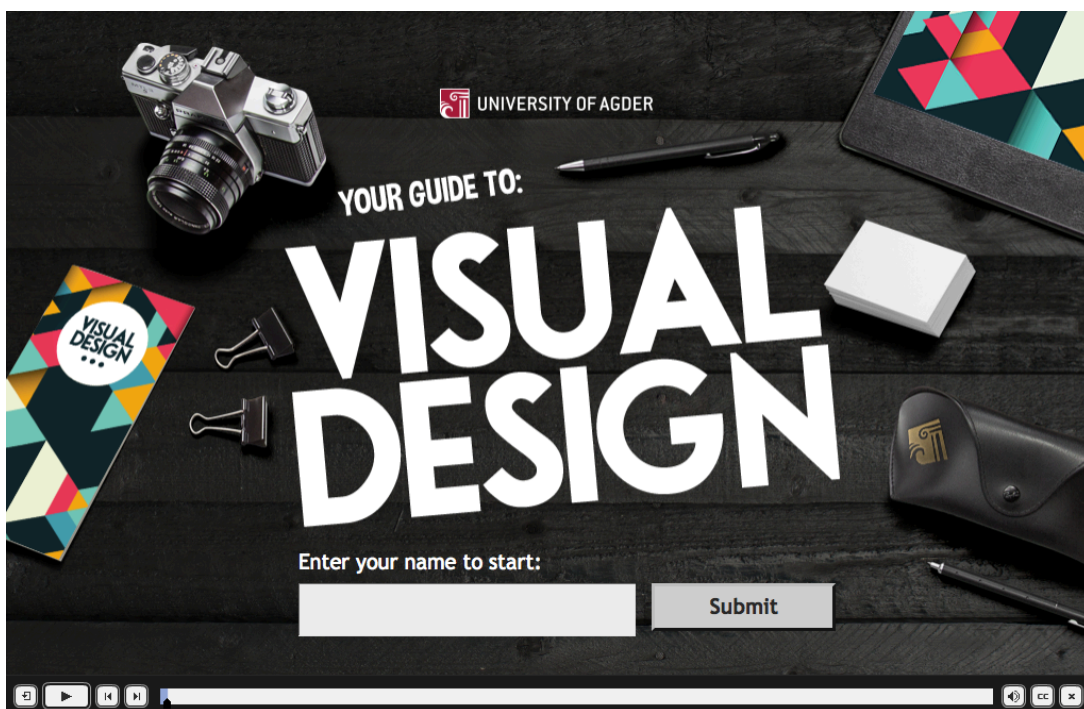 UNIVERSITY OF AGDER
YOUR GUIDE TO:
VISUAL
DESIGN
VISUAL
DESIGN
Enter your name to start:
Submit
CC